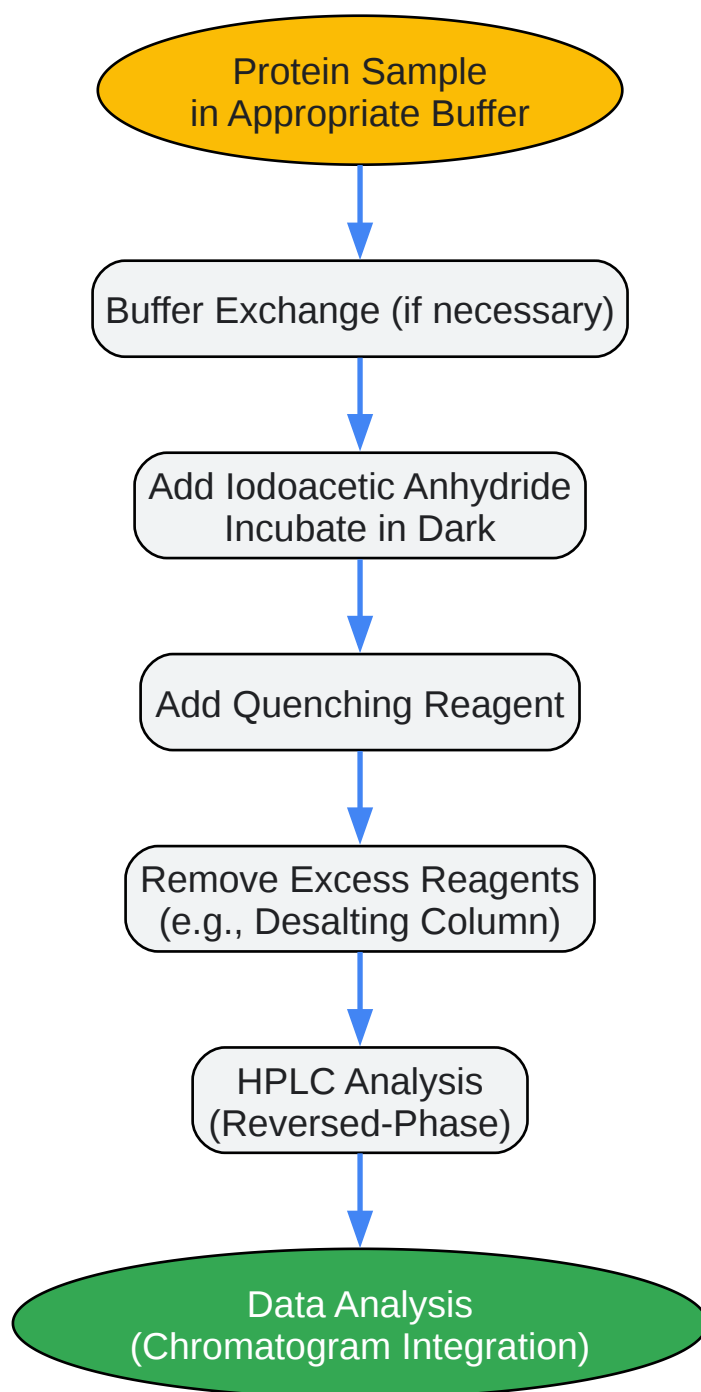 Protein Sample
in Appropriate Buffer
Buffer Exchange (if necessary)
Add Iodoacetic Anhydride
Incubate in Dark
Add Quenching Reagent
Remove Excess Reagents
(e.g., Desalting Column)
HPLC Analysis
(Reversed-Phase)
Data Analysis
(Chromatogram Integration)